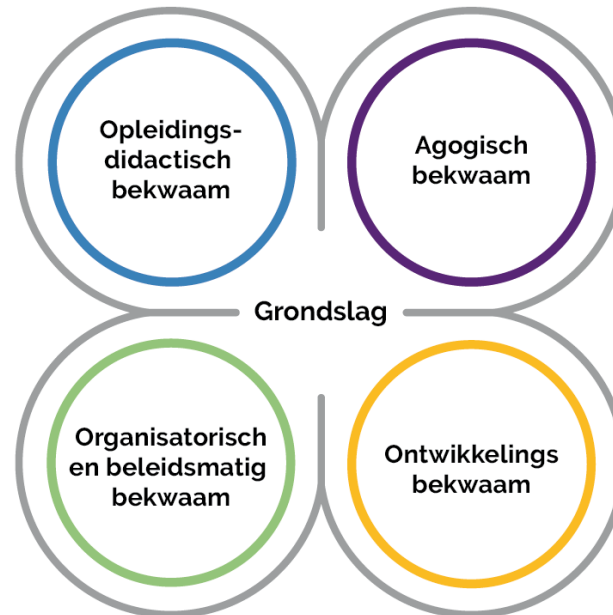 Opleidings-
didactisch
bekwaam
Agogisch
bekwaam
Grondslag
Organisatorisch
en beleidsmatig
bekwaam
Ontwikkelings
bekwaam